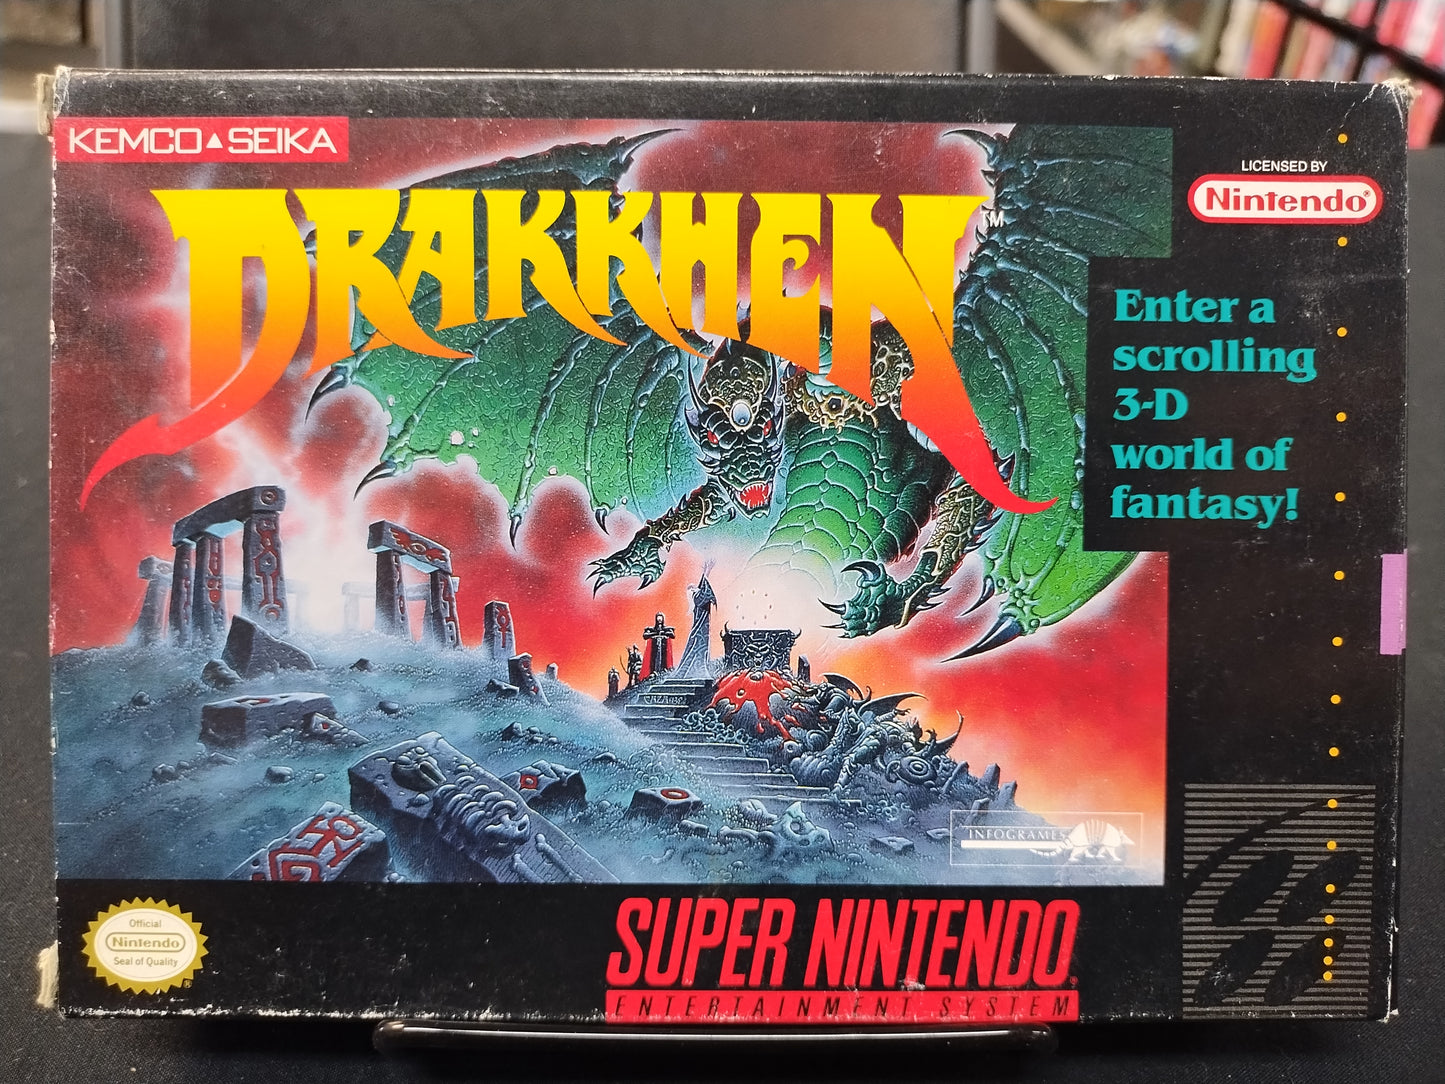 KEMCO▲SEIKA
DRAKKHEN™
LICENSED BY
Nintendo®
Enter a
scrolling
3-D
world of
fantasy!
INFOGRAMES
Official
Nintendo
Seal of Quality
®
SUPER NINTENDO®
ENTERTAINMENT SYSTEM